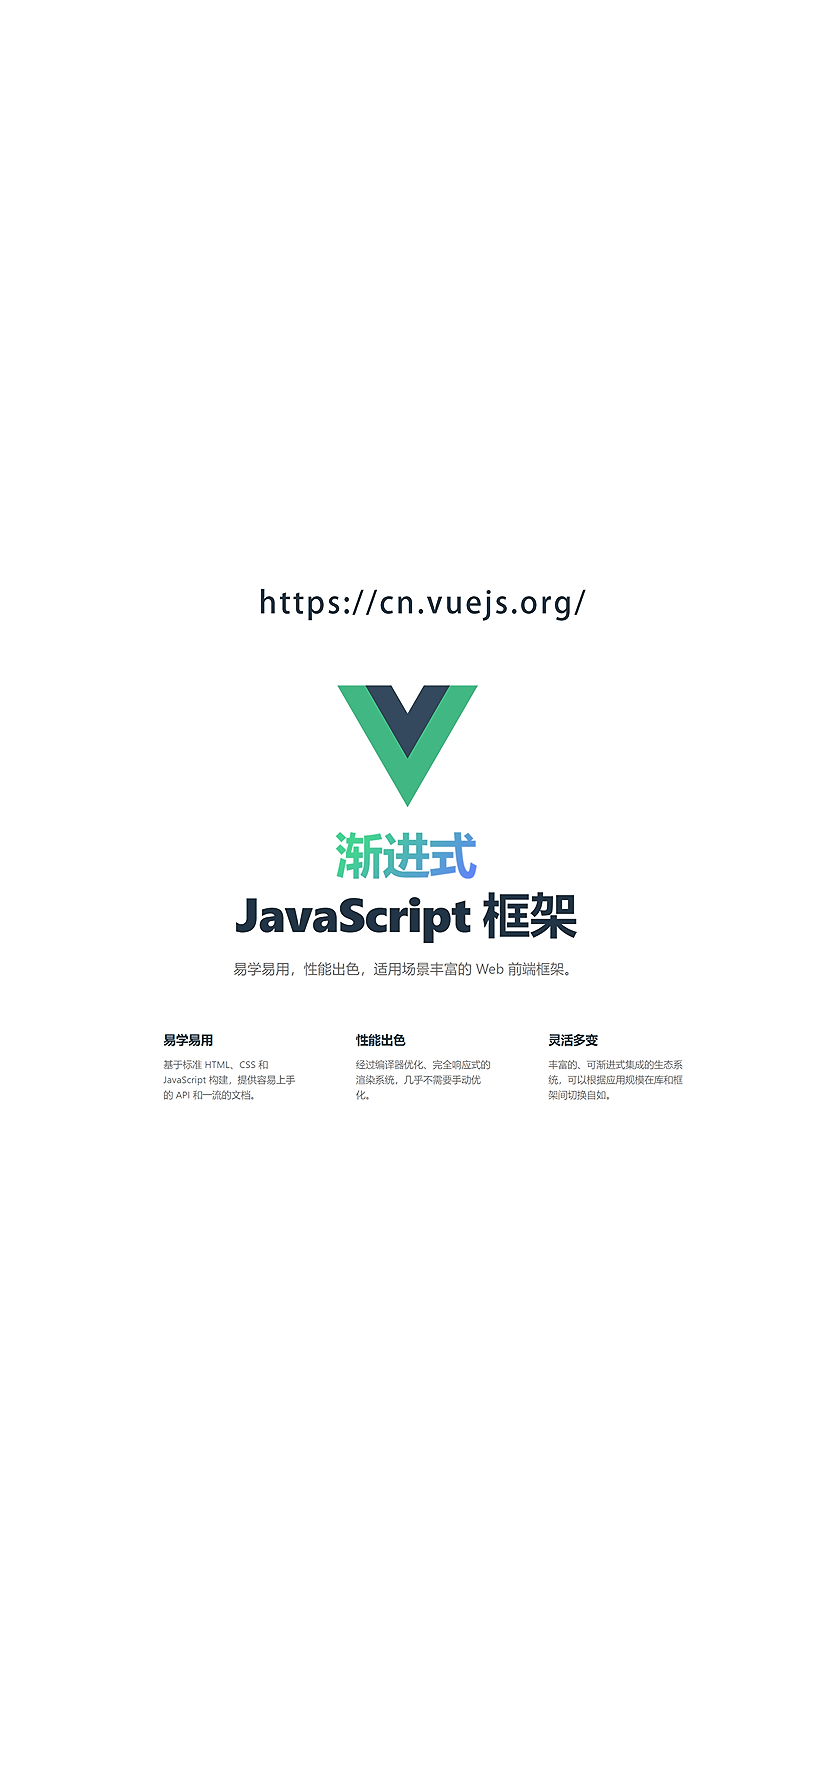 https://cn.vuejs.org/
渐进式
JavaScript 框架
易学易用，性能出色，适用场景丰富的 Web 前端框架。
易学易用
基于标准 HTML、CSS 和
JavaScript 构建，提供容易上手
的 API 和一流的文档。
性能出色
经过编译器优化、完全响应式的
渲染系统，几乎不需要手动优
化。
灵活多变
丰富的、可渐进式集成的生态系
统，可以根据应用规模在库和框
架间切换自如。